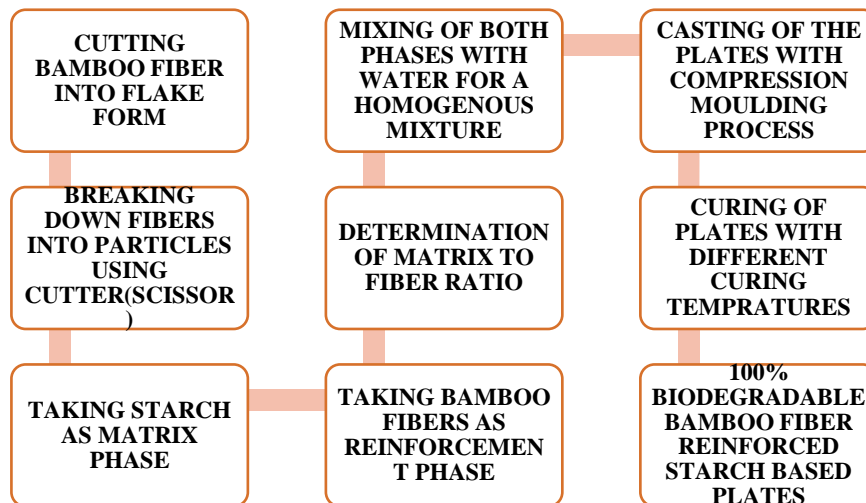 CUTTING
BAMBOO FIBER
INTO FLAKE
FORM
BREAKING
DOWN FIBERS
INTO PARTICLES
USING
CUTTER(SCISSOR
)
TAKING STARCH
AS MATRIX
PHASE
TAKING BAMBOO
FIBERS AS
REINFORCEMEN
T PHASE
DETERMINATION
OF MATRIX TO
FIBER RATIO
MIXING OF BOTH
PHASES WITH
WATER FOR A
HOMOGENOUS
MIXTURE
CASTING OF THE
PLATES WITH
COMPRESSION
MOULDING
PROCESS
CURING OF
PLATES WITH
DIFFERENT
CURING
TEMPRATURES
100%
BIODEGRADABLE
BAMBOO FIBER
REINFORCED
STARCH BASED
PLATES